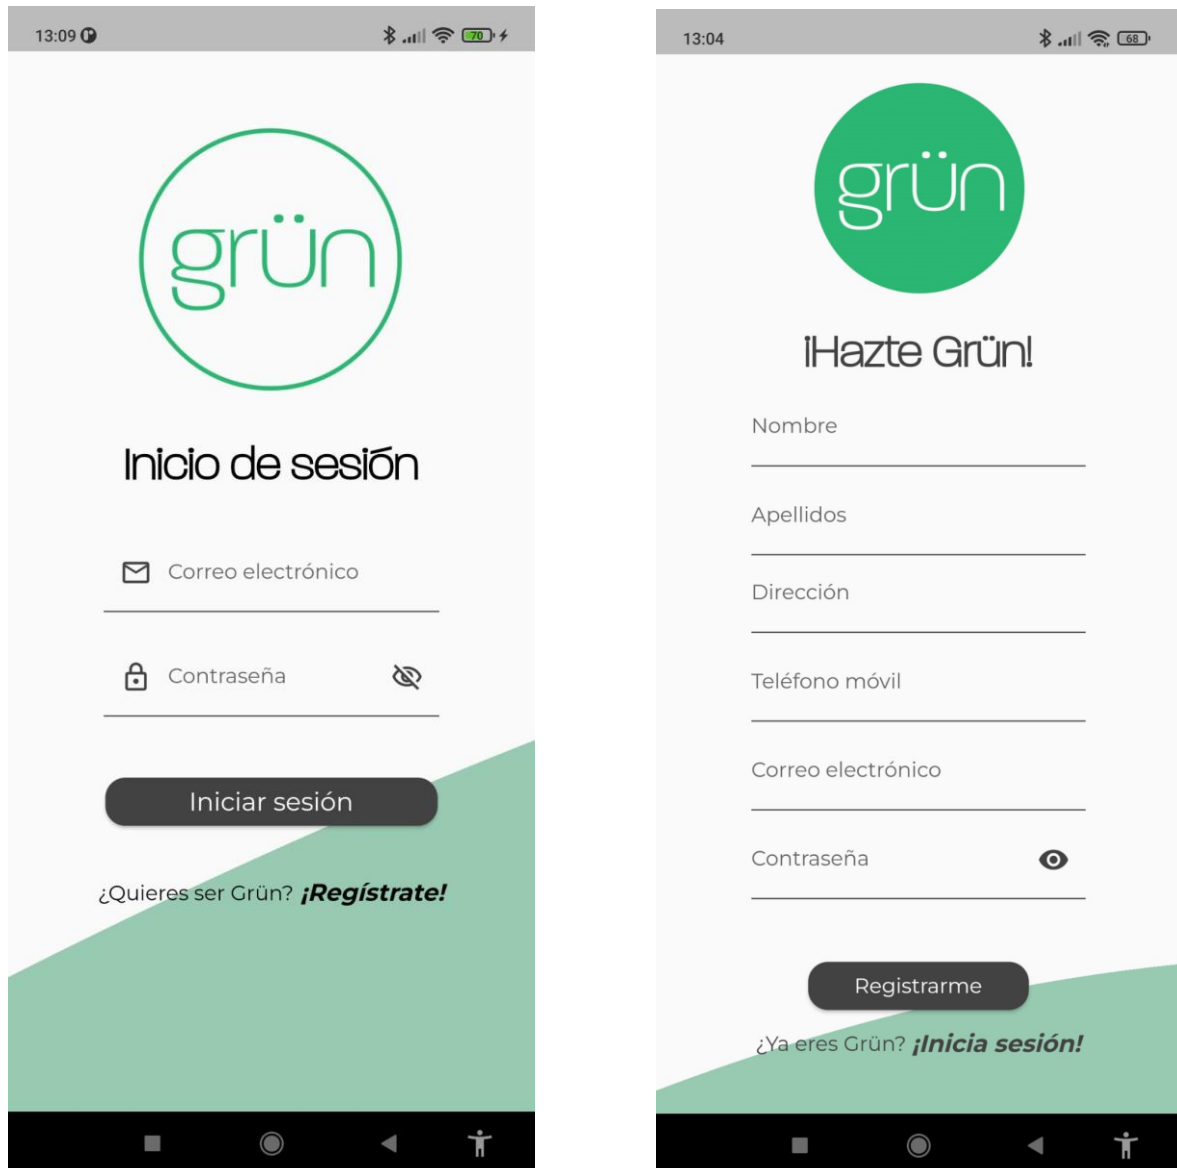 13:09
70
grün
Inicio de sesión
Correo electrónico
Contraseña
Iniciar sesión
¿Quieres ser Grün? ¡Regístrate!
13:04
68
grün
¡Hazte Grün!
Nombre
Apellidos
Dirección
Teléfono móvil
Correo electrónico
Contraseña
Registrarme
¿Ya eres Grün? ¡Inicia sesión!